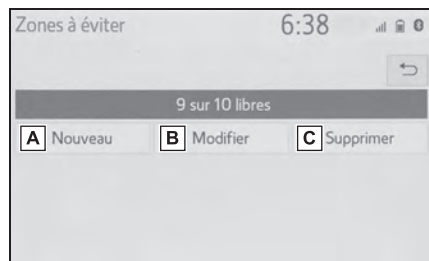 Zones à éviter 6:38
9 sur 10 libres
A Nouveau B Modifier C Supprimer